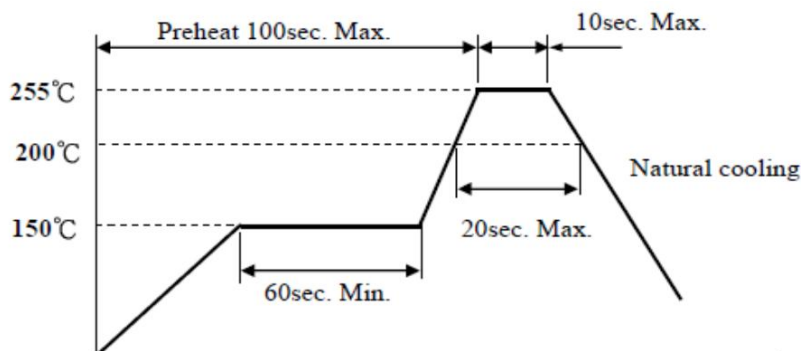 Preheat 100sec. Max.
10sec. Max.
255℃
200℃
Natural cooling
150℃
20sec. Max.
60sec. Min.